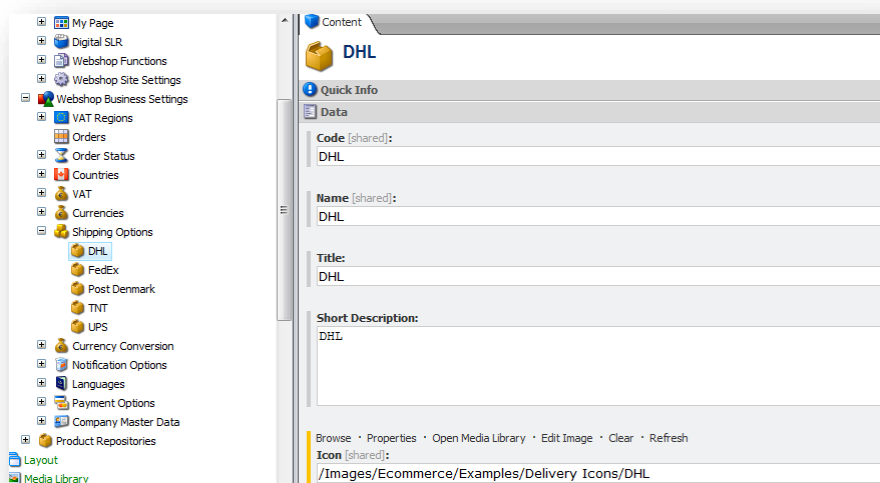 My Page
Digital SLR
Webshop Functions
Webshop Site Settings
Webshop Business Settings
VAT Regions
Orders
Order Status
Countries
VAT
Currencies
Shipping Options
DHL
FedEx
Post Denmark
TNT
UPS
Currency Conversion
Notification Options
Languages
Payment Options
Company Master Data
Product Repositories
Layout
Media Library
Content
DHL
Quick Info
Data
Code [shared]:
DHL
Name [shared]:
DHL
Title:
DHL
Short Description:
DHL
Browse · Properties · Open Media Library · Edit Image · Clear · Refresh
Icon [shared]:
/Images/Ecommerce/Examples/Delivery Icons/DHL